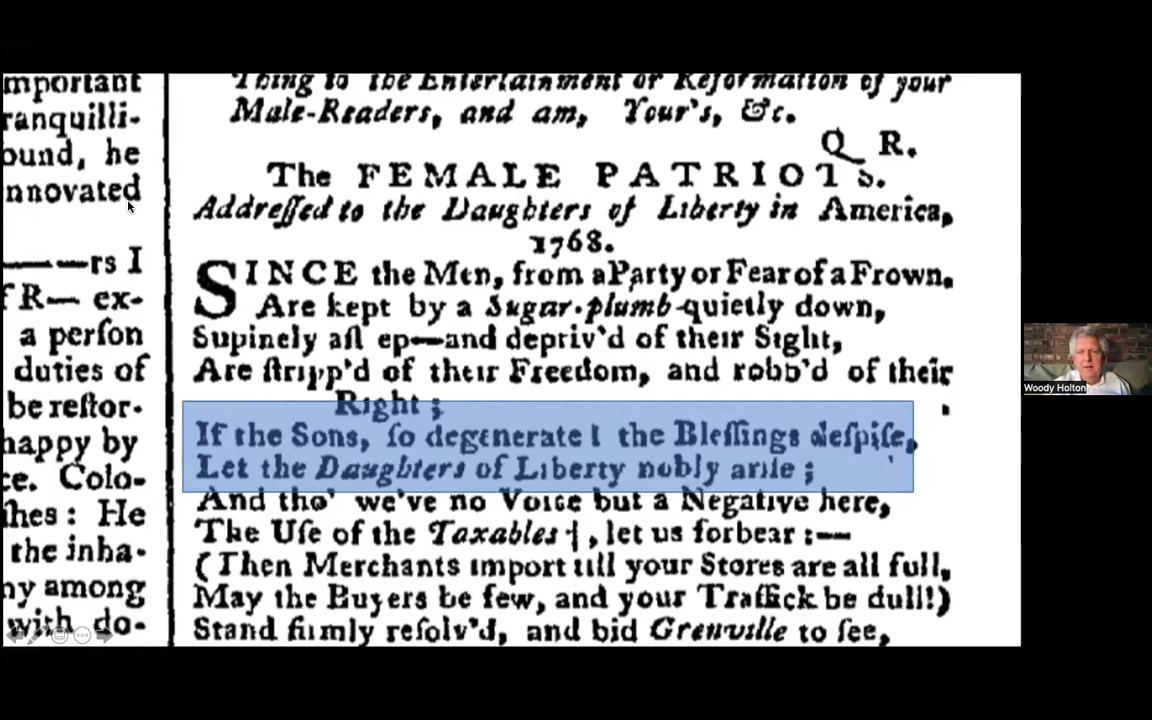 mportant
ranquilli-
ound, he
nnovated
——rs I
f R— ex-
a perſon
duties of
be reſtor-
happy by
ce. Colo-
ſhes: He
the inha-
ny among
with do-
Thing to the Entertainment or Reformation of your
Male-Readers, and am, Your's, &c.
Q R.
The FEMALE PATRIOTS.
Addreſſed to the Daughters of Liberty in America,
1768.
SINCE the Men, from a Party or Fear of a Frown,
Are kept by a Sugar-plumb quietly down,
Supinely aſl ep—and depriv'd of their Sight,
Are ſtripp'd of their Freedom, and robb'd of their
Right;
If the Sons, ſo degenerate! the Bleſſings deſpiſe,
Let the Daughters of Liberty nobly ariſe;
And tho' we've no Voice but a Negative here,
The Uſe of the Taxables†, let us forbear:—
(Then Merchants import till your Stores are all full,
May the Buyers be few, and your Traffick be dull!)
Stand firmly reſolv'd, and bid Grenville to ſee,
Woody Holton